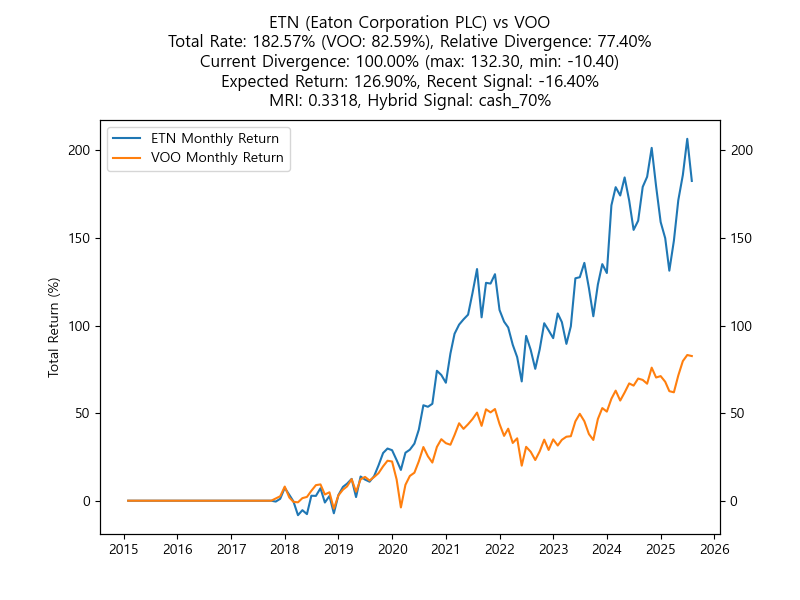 ETN (Eaton Corporation PLC) vs VOO
Total Rate: 182.57% (VOO: 82.59%), Relative Divergence: 77.40%
Current Divergence: 100.00% (max: 132.30, min: -10.40)
Expected Return: 126.90%, Recent Signal: -16.40%
MRI: 0.3318, Hybrid Signal: cash_70%
ETN Monthly Return
VOO Monthly Return
Total Return (%)
200
150
100
50
0
200
150
100
50
0
2015 2016 2017 2018 2019 2020 2021 2022 2023 2024 2025 2026